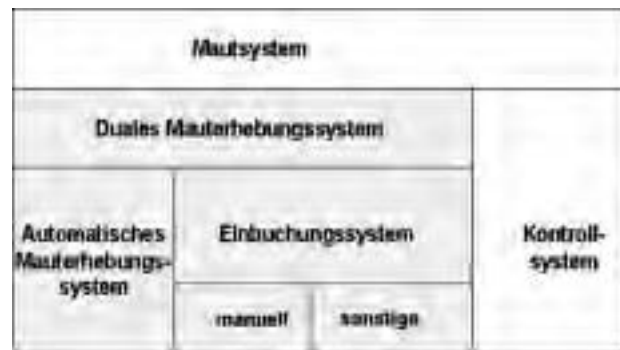 Mautsystem
Duales Mauterhebungssystem
Automatisches
Mauterhebungs-
system
Einbuchungssystem
manuell
sonstige
Kontroll-
system